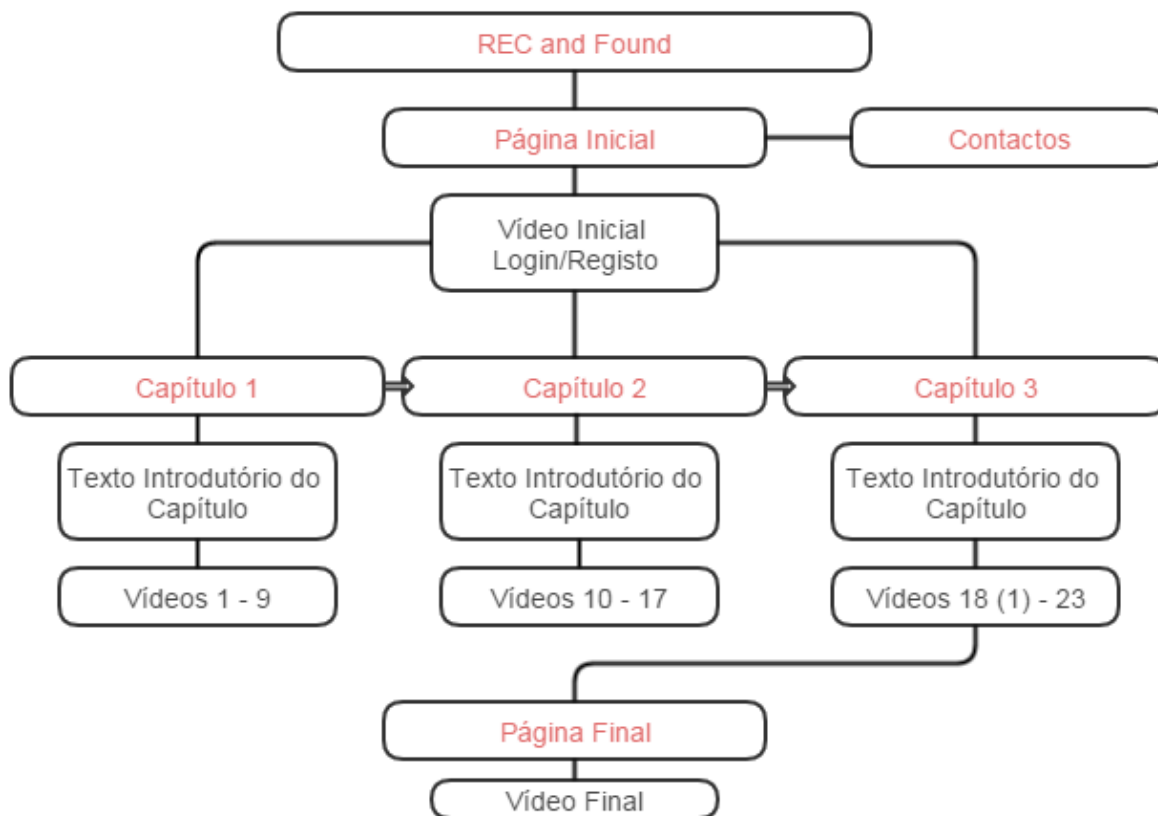 REC and Found
Página Inicial
Contactos
Vídeo Inicial
Login/Registo
Capítulo 1
Capítulo 2
Capítulo 3
Texto Introdutório do
Capítulo
Texto Introdutório do
Capítulo
Texto Introdutório do
Capítulo
Vídeos 1 - 9
Vídeos 10 - 17
Vídeos 18 (1) - 23
Página Final
Vídeo Final